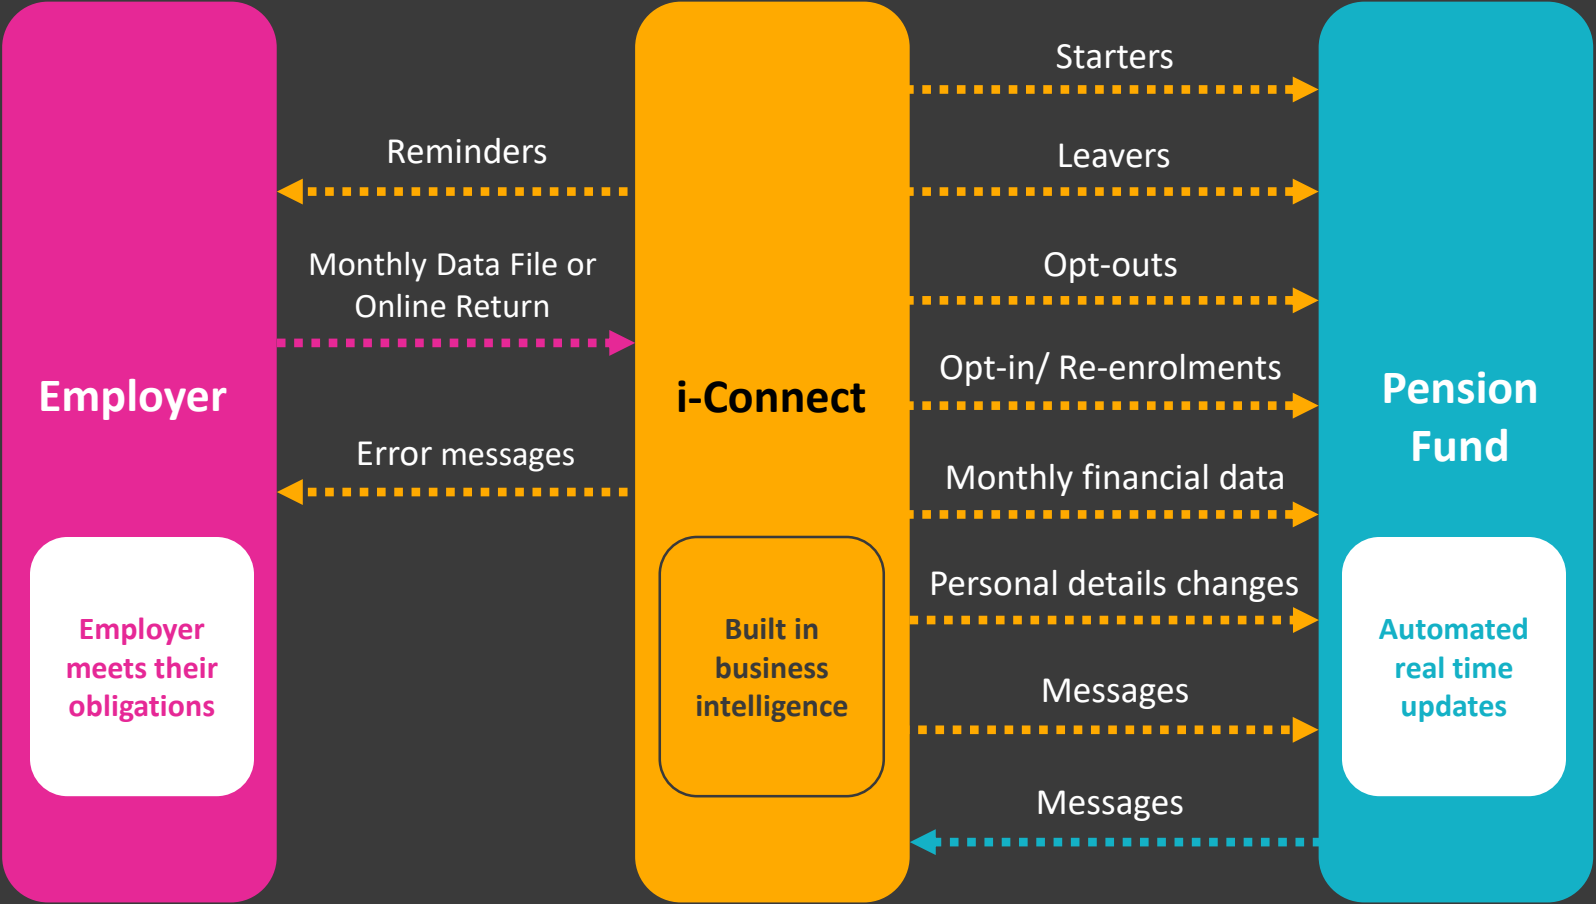 Employer
Employer
meets their
obligations
Reminders
Monthly Data File or
Online Return
Error messages
i-Connect
Built in
business
intelligence
Starters
Leavers
Opt-outs
Opt-in/ Re-enrolments
Monthly financial data
Personal details changes
Messages
Messages
Pension
Fund
Automated
real time
updates